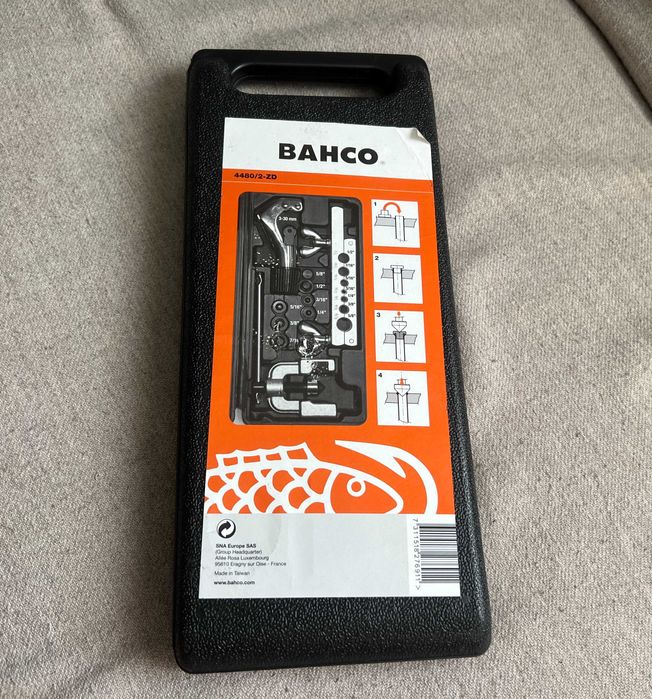 BAHCO
4480/2-ZD
3-30 mm
5/8"
1/2"
3/16"
5/16"
1/4"
3/8"
1
2
3
4
SNA Europe SAS
(Group Headquarter)
Allée Rosa Luxembourg
95610 Eragny sur Oise - France
Made in Taiwan
www.bahco.com